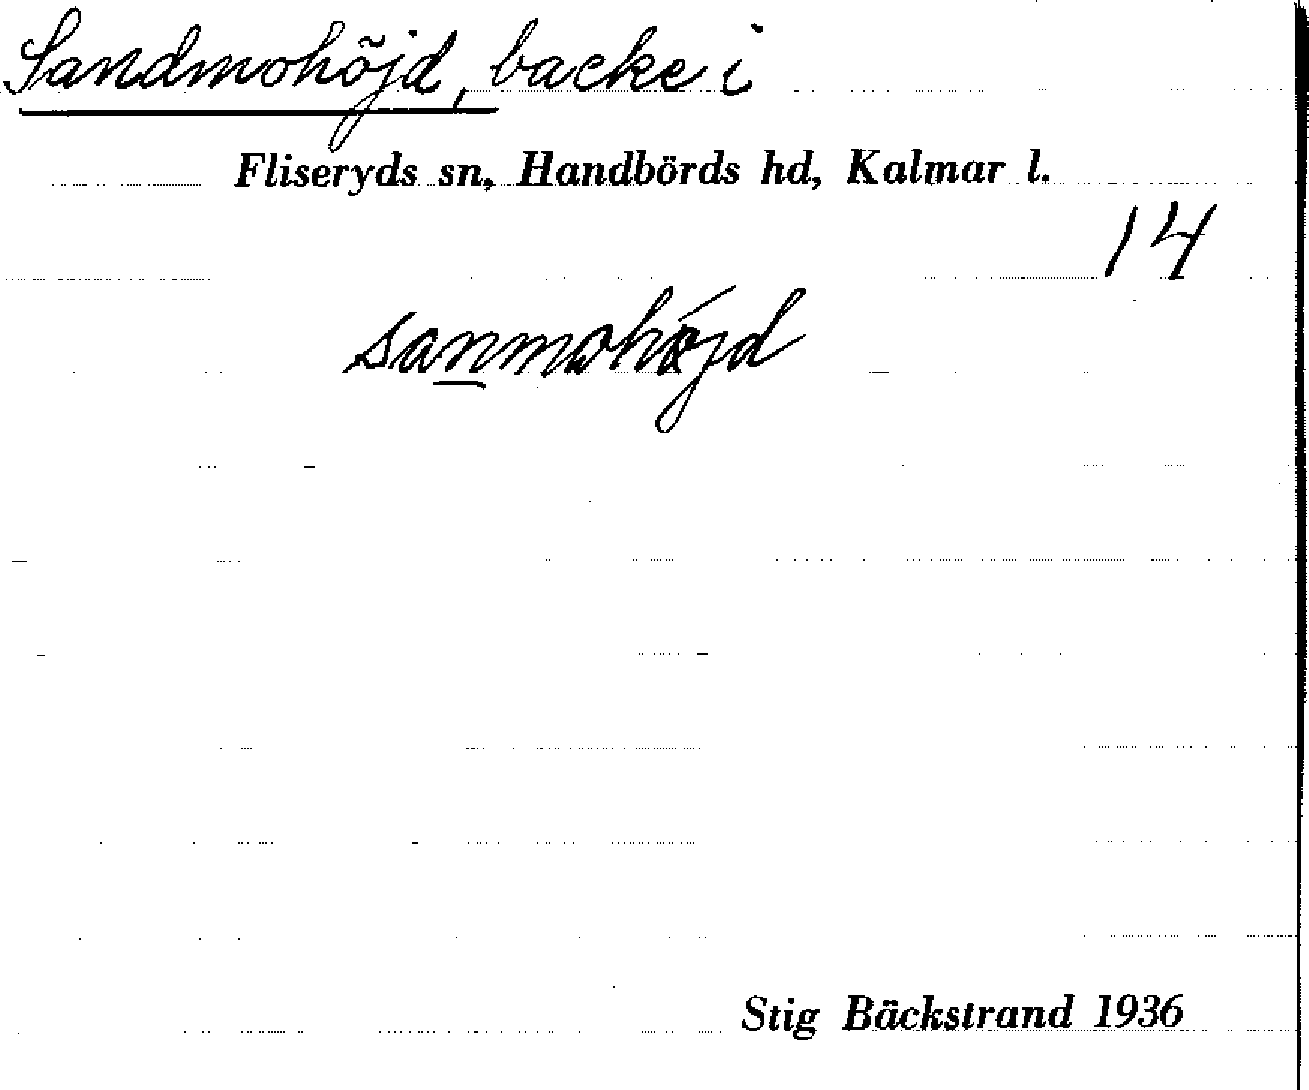 Sandmohöjd, backe i
Fliseryds sn, Handbörds hd, Kalmar l.
14
sanmohöjd
Stig Bäckstrand 1936